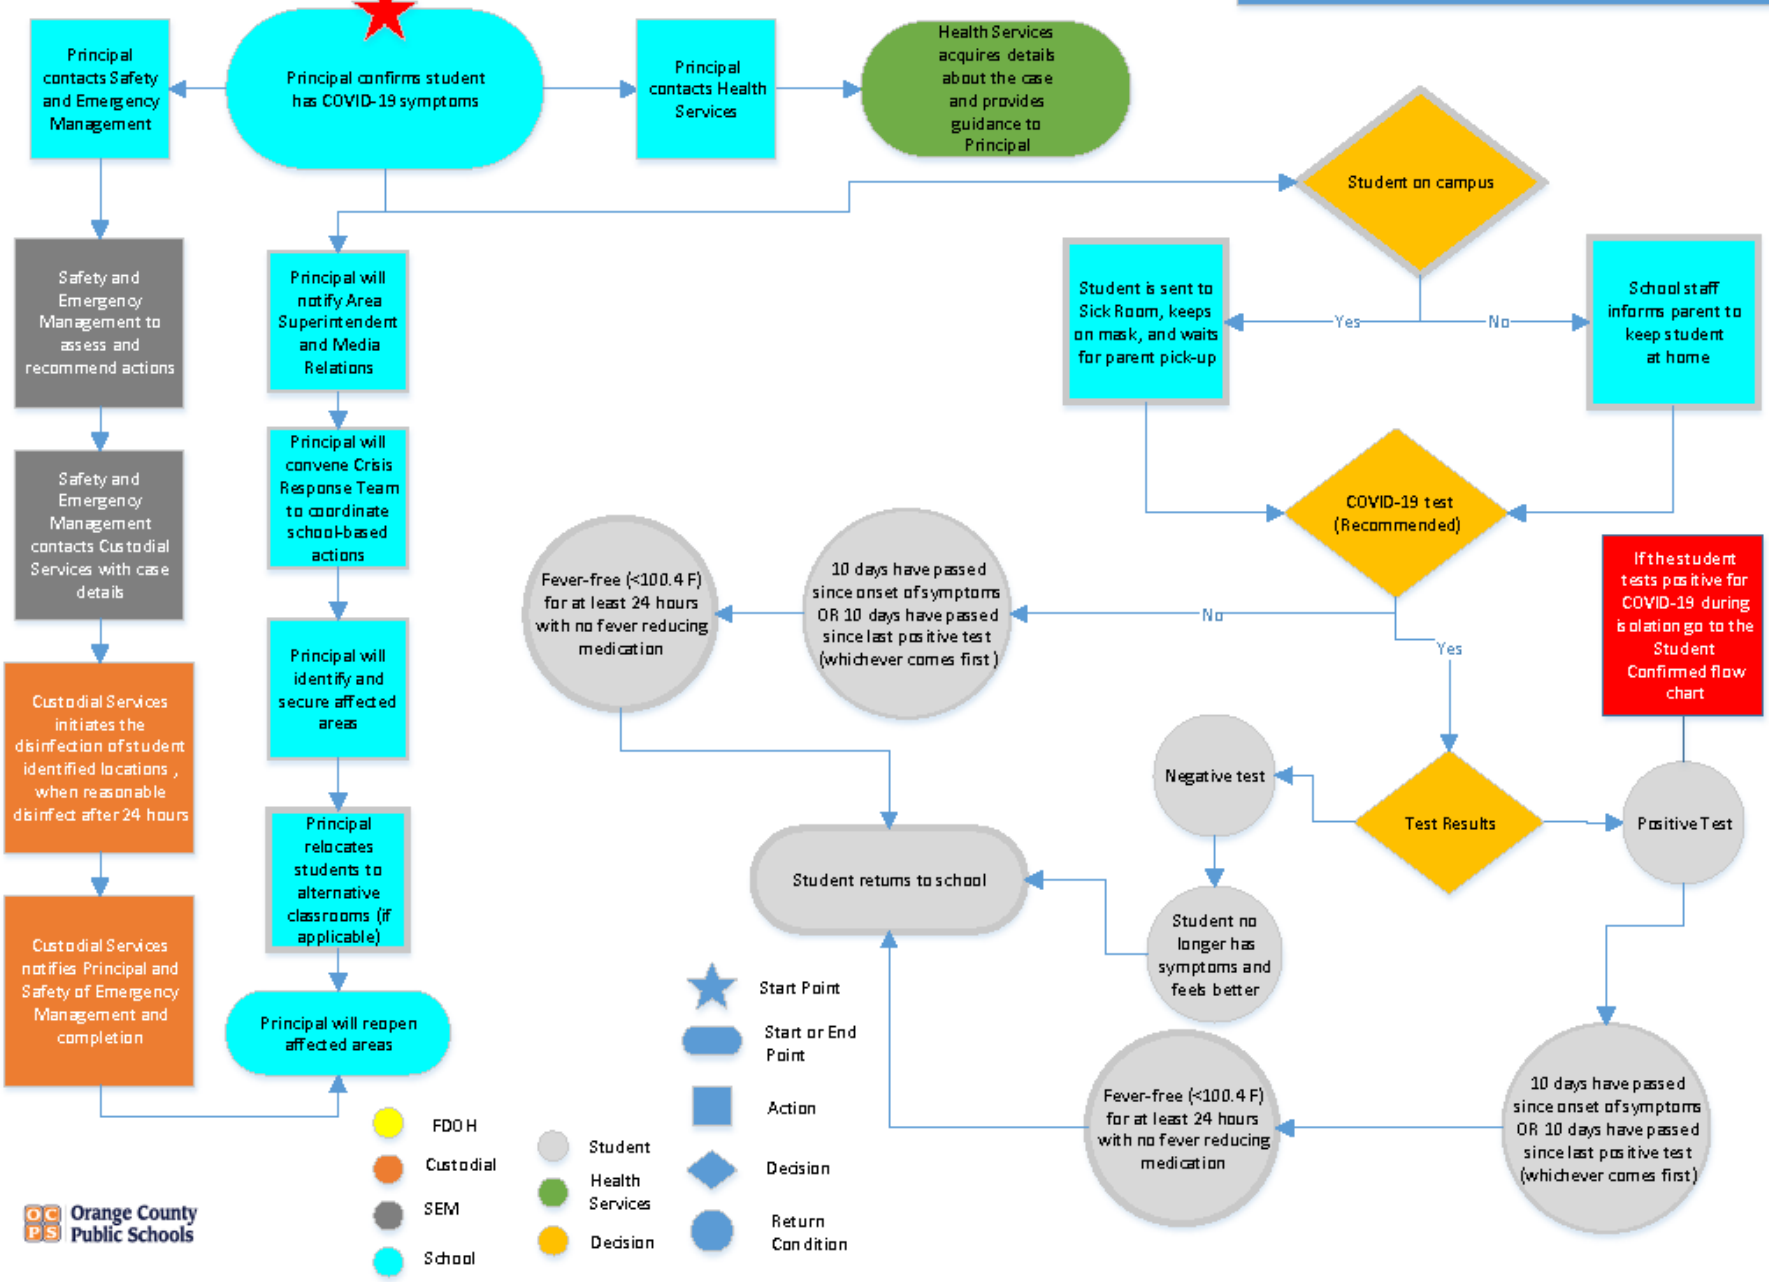 Principal
contacts Safety
and Emergency
Management
Principal confirms student
has COVID-19 symptoms
Principal
contacts Health
Services
Health Services
acquires details
about the case
and provides
guidance to
Principal
Student on campus
Safety and
Emergency
Management to
assess and
recommend actions
Principal will
notify Area
Superintendent
and Media
Relations
Student is sent to
Sick Room, keeps
on mask, and waits
for parent pick-up
Yes
No
School staff
informs parent to
keep student
at home
Safety and
Emergency
Management
contacts Custodial
Services with case
details
Principal will
convene Crisis
Response Team
to coordinate
school-based
actions
COVID-19 test
(Recommended)
If the student
tests positive for
COVID-19 during
isolation go to the
Student
Confirmed flow
chart
Fever-free (<100.4 F)
for at least 24 hours
with no fever reducing
medication
10 days have passed
since onset of symptoms
OR 10 days have passed
since last positive test
(whichever comes first )
No
Yes
Custodial Services
initiates the
disinfection of student
identified locations ,
when reasonable
disinfect after 24 hours
Principal will
identify and
secure affected
areas
Negative test
Test Results
Positive Test
Principal
relocates
students to
alternative
classrooms (if
applicable)
Student returns to school
Student no
longer has
symptoms and
feels better
Custodial Services
notifies Principal and
Safety of Emergency
Management and
completion
Principal will reopen
affected areas
Fever-free (<100.4 F)
for at least 24 hours
with no fever reducing
medication
10 days have passed
since onset of symptoms
OR 10 days have passed
since last positive test
(whichever comes first)
Start Point
Start or End
Point
Action
Decision
Return
Condition
FDOH
Custodial
SEM
School
Student
Health
Services
Decision
OC
PS
Orange County
Public Schools